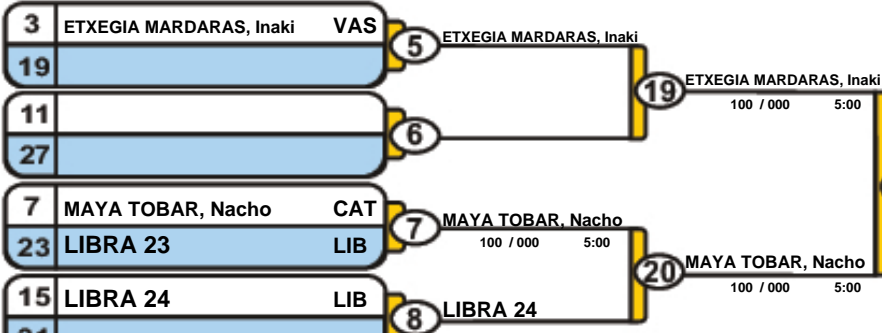 3 ETXEGIA MARDARAS, Inaki VAS
19
5 ETXEGIA MARDARAS, Inaki
11
27
6
19 ETXEGIA MARDARAS, Inaki
100 / 000 5:00
7 MAYA TOBAR, Nacho CAT
23 LIBRA 23 LIB
7 MAYA TOBAR, Nacho
100 / 000 5:00
15 LIBRA 24 LIB
8 LIBRA 24
20 MAYA TOBAR, Nacho
100 / 000 5:00